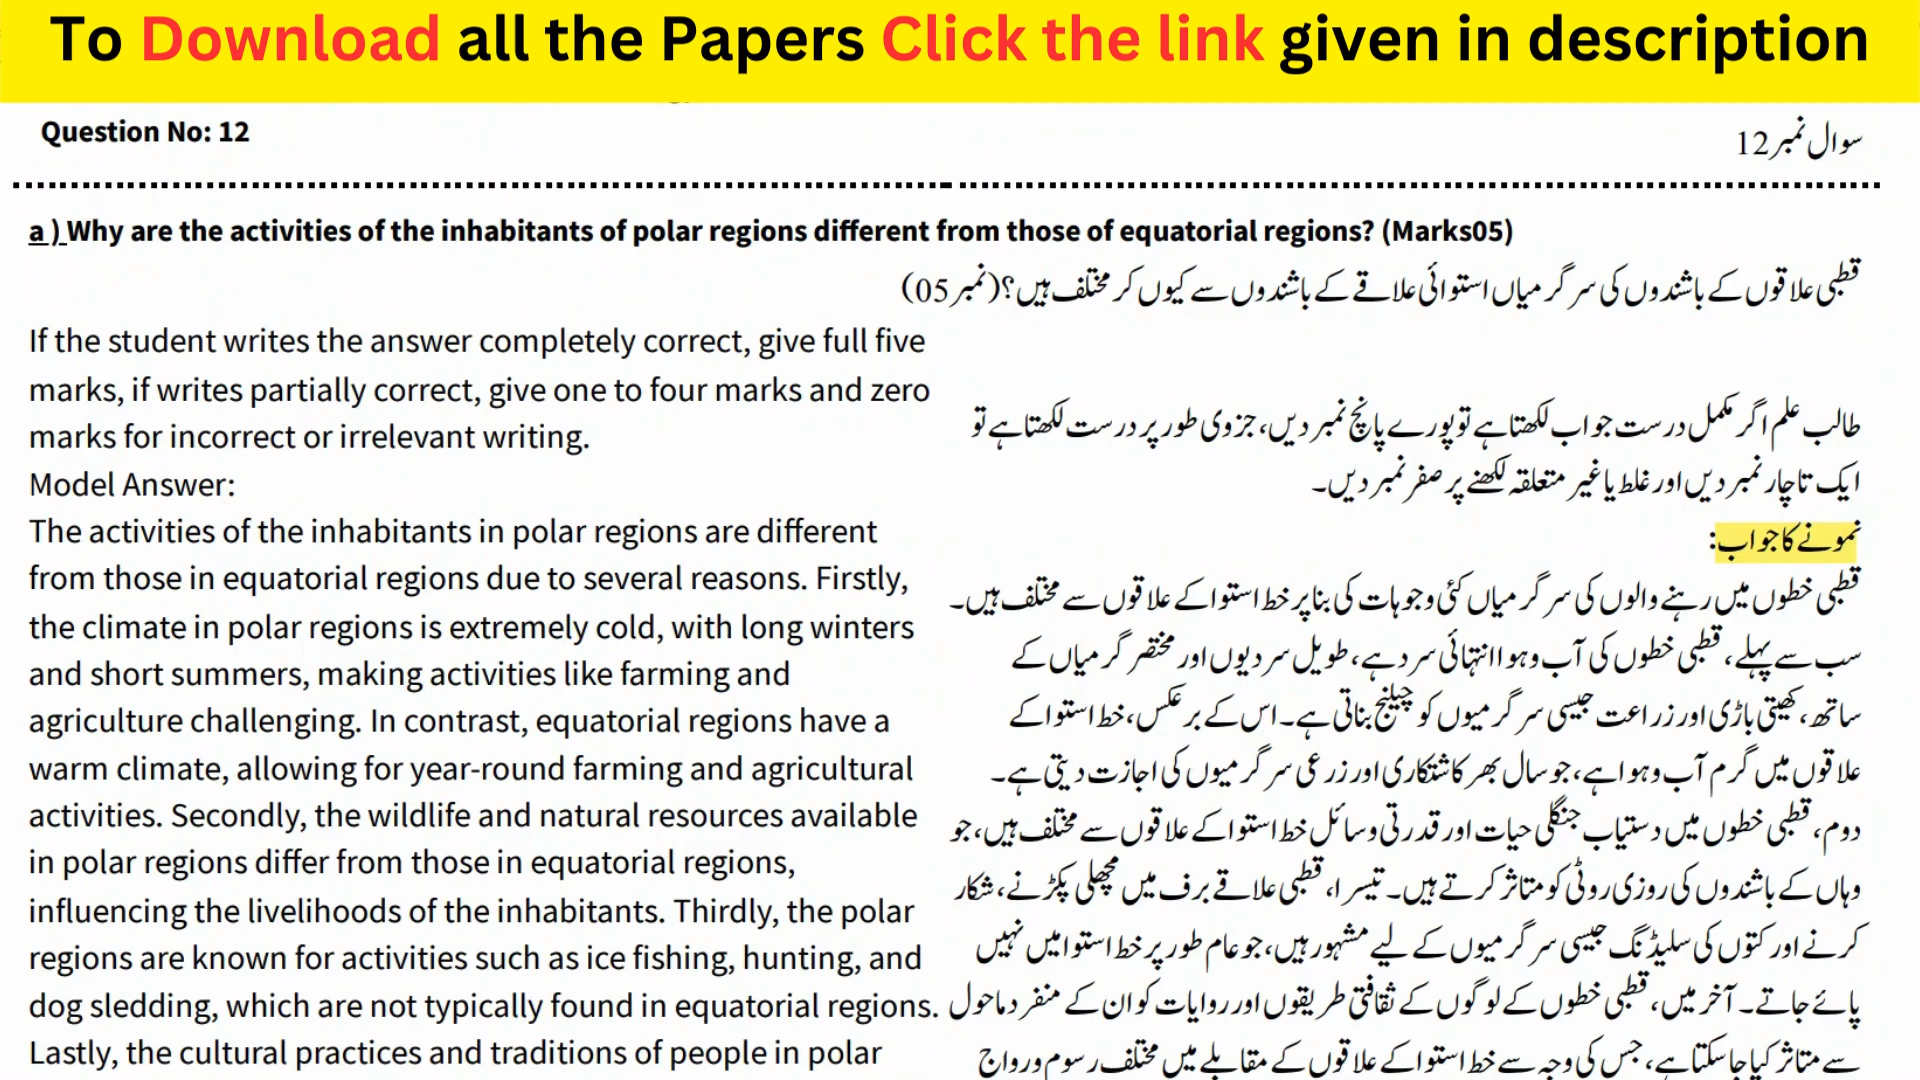 To Download all the Papers Click the link given in description
Question No: 12
سوال نمبر 12
a ) Why are the activities of the inhabitants of polar regions different from those of equatorial regions? (Marks05)
قطبی علاقوں کے باشندوں کی سرگرمیاں استوائی علاقے کے باشندوں سے کیوں کر مختلف ہیں؟ (نمبر 05)
If the student writes the answer completely correct, give full five
marks, if writes partially correct, give one to four marks and zero
marks for incorrect or irrelevant writing.
Model Answer:
The activities of the inhabitants in polar regions are different
from those in equatorial regions due to several reasons. Firstly,
the climate in polar regions is extremely cold, with long winters
and short summers, making activities like farming and
agriculture challenging. In contrast, equatorial regions have a
warm climate, allowing for year-round farming and agricultural
activities. Secondly, the wildlife and natural resources available
in polar regions differ from those in equatorial regions,
influencing the livelihoods of the inhabitants. Thirdly, the polar
regions are known for activities such as ice fishing, hunting, and
dog sledding, which are not typically found in equatorial regions.
Lastly, the cultural practices and traditions of people in polar
طالب علم اگر مکمل درست جواب لکھتا ہے تو پورے پانچ نمبر دیں، جزوی طور پر درست لکھتا ہے تو
ایک تا چار نمبر دیں اور غلط یا غیر متعلقہ لکھنے پر صفر نمبر دیں۔
نمونے کا جواب:
قطبی خطوں میں رہنے والوں کی سرگرمیاں کئی وجوہات کی بنا پر خط استوا کے علاقوں سے مختلف ہیں۔
سب سے پہلے، قطبی خطوں کی آب و ہوا انتہائی سرد ہے، طویل سردیوں اور مختصر گرمیاں کے
ساتھ، کھیتی باڑی اور زراعت جیسی سرگرمیوں کو چیلنج بناتی ہے۔ اس کے برعکس، خط استوا کے
علاقوں میں گرم آب و ہوا ہے، جو سال بھر کاشتکاری اور زرعی سرگرمیوں کی اجازت دیتی ہے۔
دوم، قطبی خطوں میں دستیاب جنگلی حیات اور قدرتی وسائل خط استوا کے علاقوں سے مختلف ہیں، جو
وہاں کے باشندوں کی روزی روٹی کو متاثر کرتے ہیں۔ تیسرا، قطبی علاقے برف میں مچھلی پکڑنے، شکار
کرنے اور کتوں کی سلیڈنگ جیسی سرگرمیوں کے لیے مشہور ہیں، جو عام طور پر خط استوا میں نہیں
پائے جاتے۔ آخر میں، قطبی خطوں کے لوگوں کے ثقافتی طریقوں اور روایات کو ان کے منفرد ماحول
سے متاثر کیا جا سکتا ہے، جس کی وجہ سے خط استوا کے علاقوں کے مقابلے میں مختلف رسوم و رواج